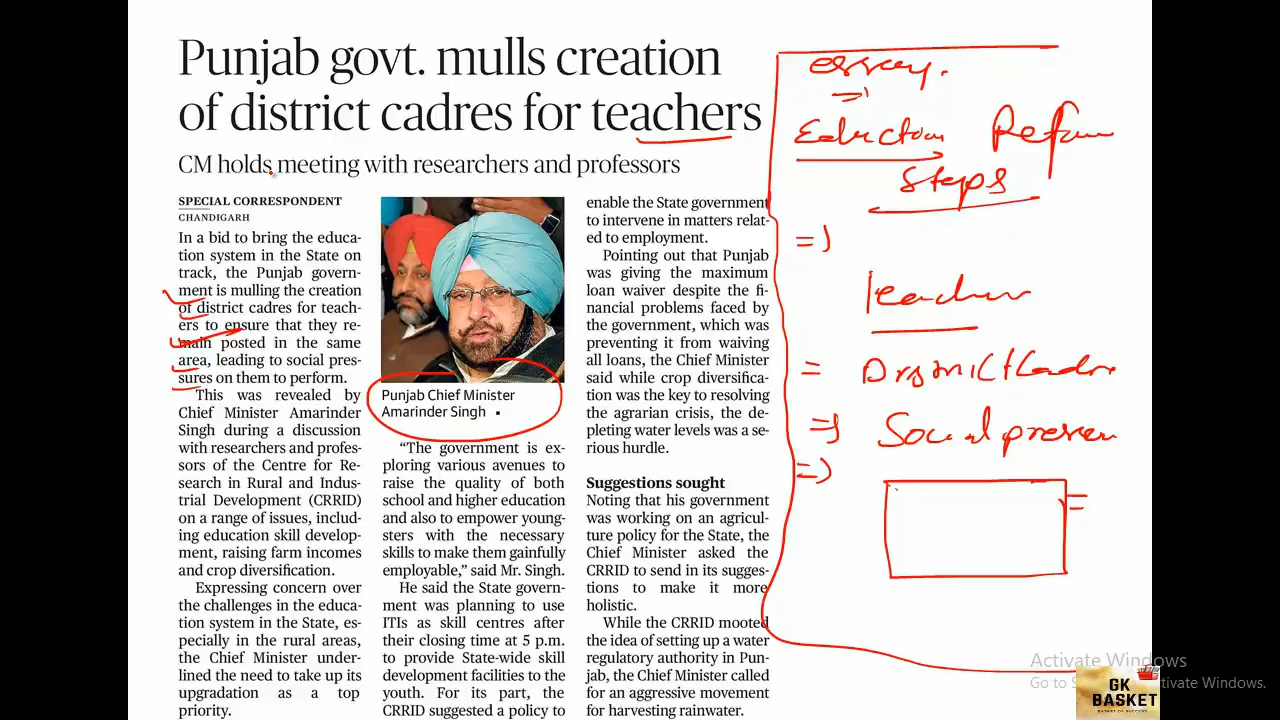 Punjab govt. mulls creation
of district cadres for teachers
CM holds meeting with researchers and professors
SPECIAL CORRESPONDENT
CHANDIGARH
In a bid to bring the educa-
tion system in the State on
track, the Punjab govern-
ment is mulling the creation
of district cadres for teach-
ers to ensure that they re-
main posted in the same
area, leading to social pres-
sures on them to perform.
This was revealed by
Chief Minister Amarinder
Singh during a discussion
with researchers and profes-
sors of the Centre for Re-
search in Rural and Indus-
trial Development (CRRID)
on a range of issues, includ-
ing education skill develop-
ment, raising farm incomes
and crop diversification.
Expressing concern over
the challenges in the educa-
tion system in the State, es-
pecially in the rural areas,
the Chief Minister under-
lined the need to take up its
upgradation as a top
priority.
Punjab Chief Minister
Amarinder Singh
“The government is ex-
ploring various avenues to
raise the quality of both
school and higher education
and also to empower young-
sters with the necessary
skills to make them gainfully
employable,” said Mr. Singh.
He said the State govern-
ment was planning to use
ITIs as skill centres after
their closing time at 5 p.m.
to provide State-wide skill
development facilities to the
youth. For its part, the
CRRID suggested a policy to
enable the State government
to intervene in matters relat-
ed to employment.
Pointing out that Punjab
was giving the maximum
loan waiver despite the fi-
nancial problems faced by
the government, which was
preventing it from waiving
all loans, the Chief Minister
said while crop diversifica-
tion was the key to resolving
the agrarian crisis, the de-
pleting water levels was a se-
rious hurdle.
Suggestions sought
Noting that his government
was working on an agricul-
ture policy for the State, the
Chief Minister asked the
CRRID to send in its sugges-
tions to make it more
holistic.
While the CRRID mooted
the idea of setting up a water
regulatory authority in Pun-
jab, the Chief Minister called
for an aggressive movement
for harvesting rainwater.
essay.
Education Reform
Steps
Teacher
Social pressure
Activate Windows
Go to S
tivate Windows.
GK
BASKET